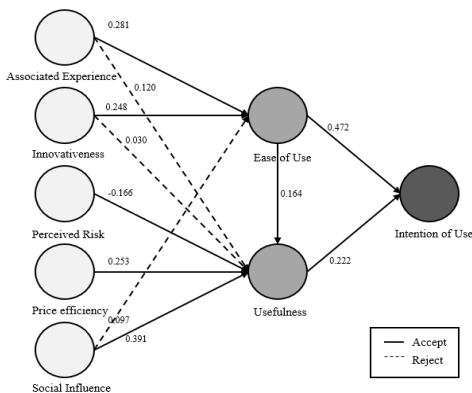 0.281
Associated Experience
0.120
0.248
0.030
Innovativeness
Ease of Use
0.472
-0.166
0.164
Perceived Risk
Intention of Use
0.253
0.222
Price efficiency
Usefulness
0.097
0.391
Social Influence
Accept
Reject